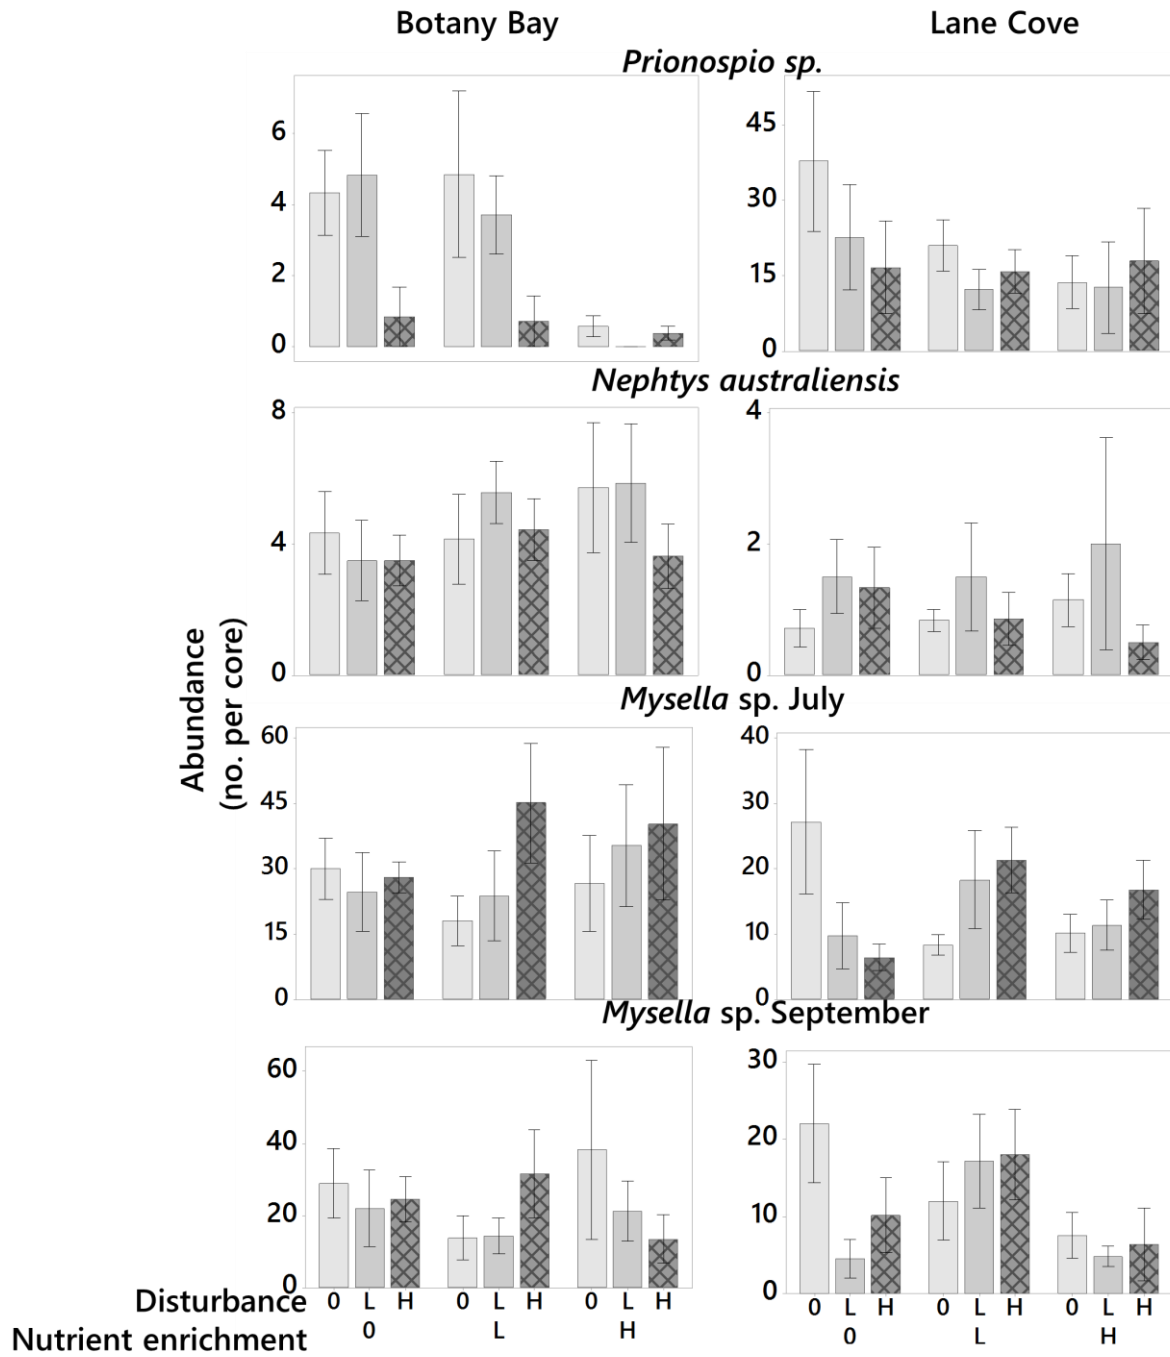 Botany Bay Lane Cove
Prionospio sp.
6 45
4 30
2 15
0 0
Nephtys australiensis
8 4
4 2
0 0
Abundance
(no. per core)
Mysella sp. July
60 40
45 30
30 20
15 10
0 0
Mysella sp. September
60 30
40 20
20 10
0 0
Disturbance 0 L H 0 L H 0 L H 0 L H 0 L H 0 L H
Nutrient enrichment 0 L H 0 L H